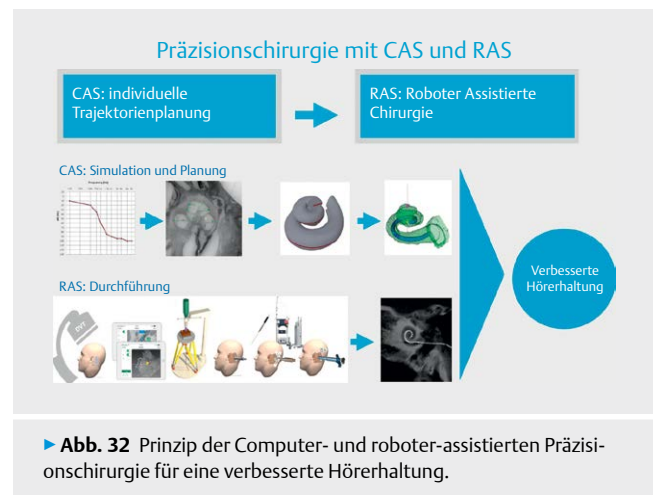 Präzisionschirurgie mit CAS und RAS
CAS: individuelle
Trajektorienplanung
RAS: Roboter Assistierte
Chirurgie
CAS: Simulation und Planung
RAS: Durchführung
DVT
Verbesserte
Hörerhaltung
▶ Abb. 32 Prinzip der Computer- und roboter-assistierten Präzisi-
onschirurgie für eine verbesserte Hörerhaltung.